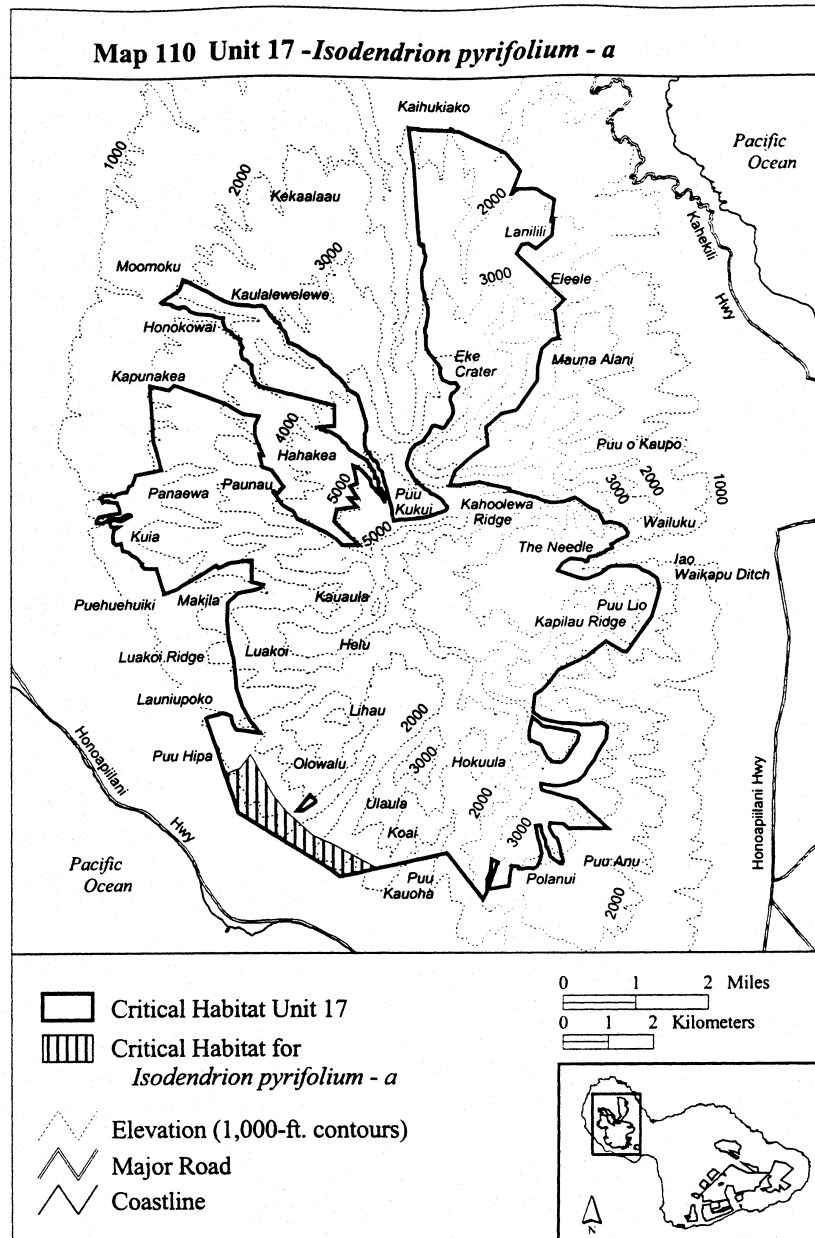 Map 110 Unit 17 -Isodendrion pyrifolium - a
Kaihukiako
Pacific
Ocean
1000
2000
Kekaalaau
2000
Kahekili
Hwy
Lanilili
3000
Moomoku
3000
Eleele
Kaulalewelewe
Honokowai
Eke
Crater
Mauna Alani
Kapunakea
4000
Puu o Kaupo
Hahakea
3000
2000
1000
Panaewa
Paunau
5000
Puu
Kukui
Kahoolewa
Ridge
Wailuku
Kuia
5000
The Needle
Iao
Waikapu Ditch
Puehuehuiki
Makila
Kauaula
Puu Lio
Kapilau Ridge
Luakoi Ridge
Luakoi
Helu
Launiupoko
Lihau
2000
Honoapiilani
Hwy
Puu Hipa
Olowalu
3000
Hokuula
Honoapiilani Hwy
Ulaula
2000
Koai
3000
Pacific
Ocean
Puu
Kauoha
Polanui
Puu Anu
2000
0 1 2 Miles
0 1 2 Kilometers
Critical Habitat Unit 17
Critical Habitat for
Isodendrion pyrifolium - a
Elevation (1,000-ft. contours)
Major Road
Coastline
N